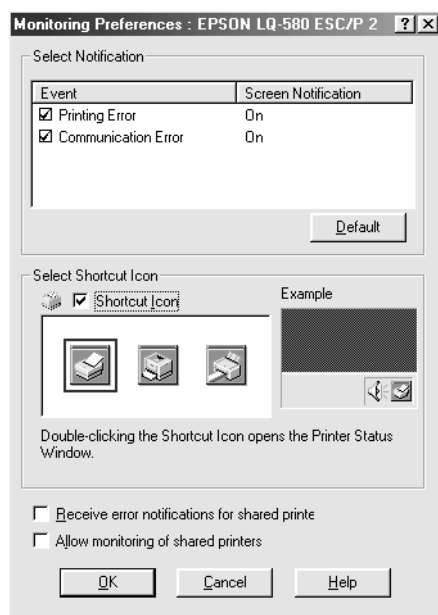 Monitoring Preferences : EPSON LQ-580 ESC/P 2
Select Notification
Event Screen Notification
Printing Error On
Communication Error On
Default
Select Shortcut Icon
Shortcut Icon
Example
Double-clicking the Shortcut Icon opens the Printer Status
Window.
Receive error notifications for shared printe
Allow monitoring of shared printers
OK Cancel Help